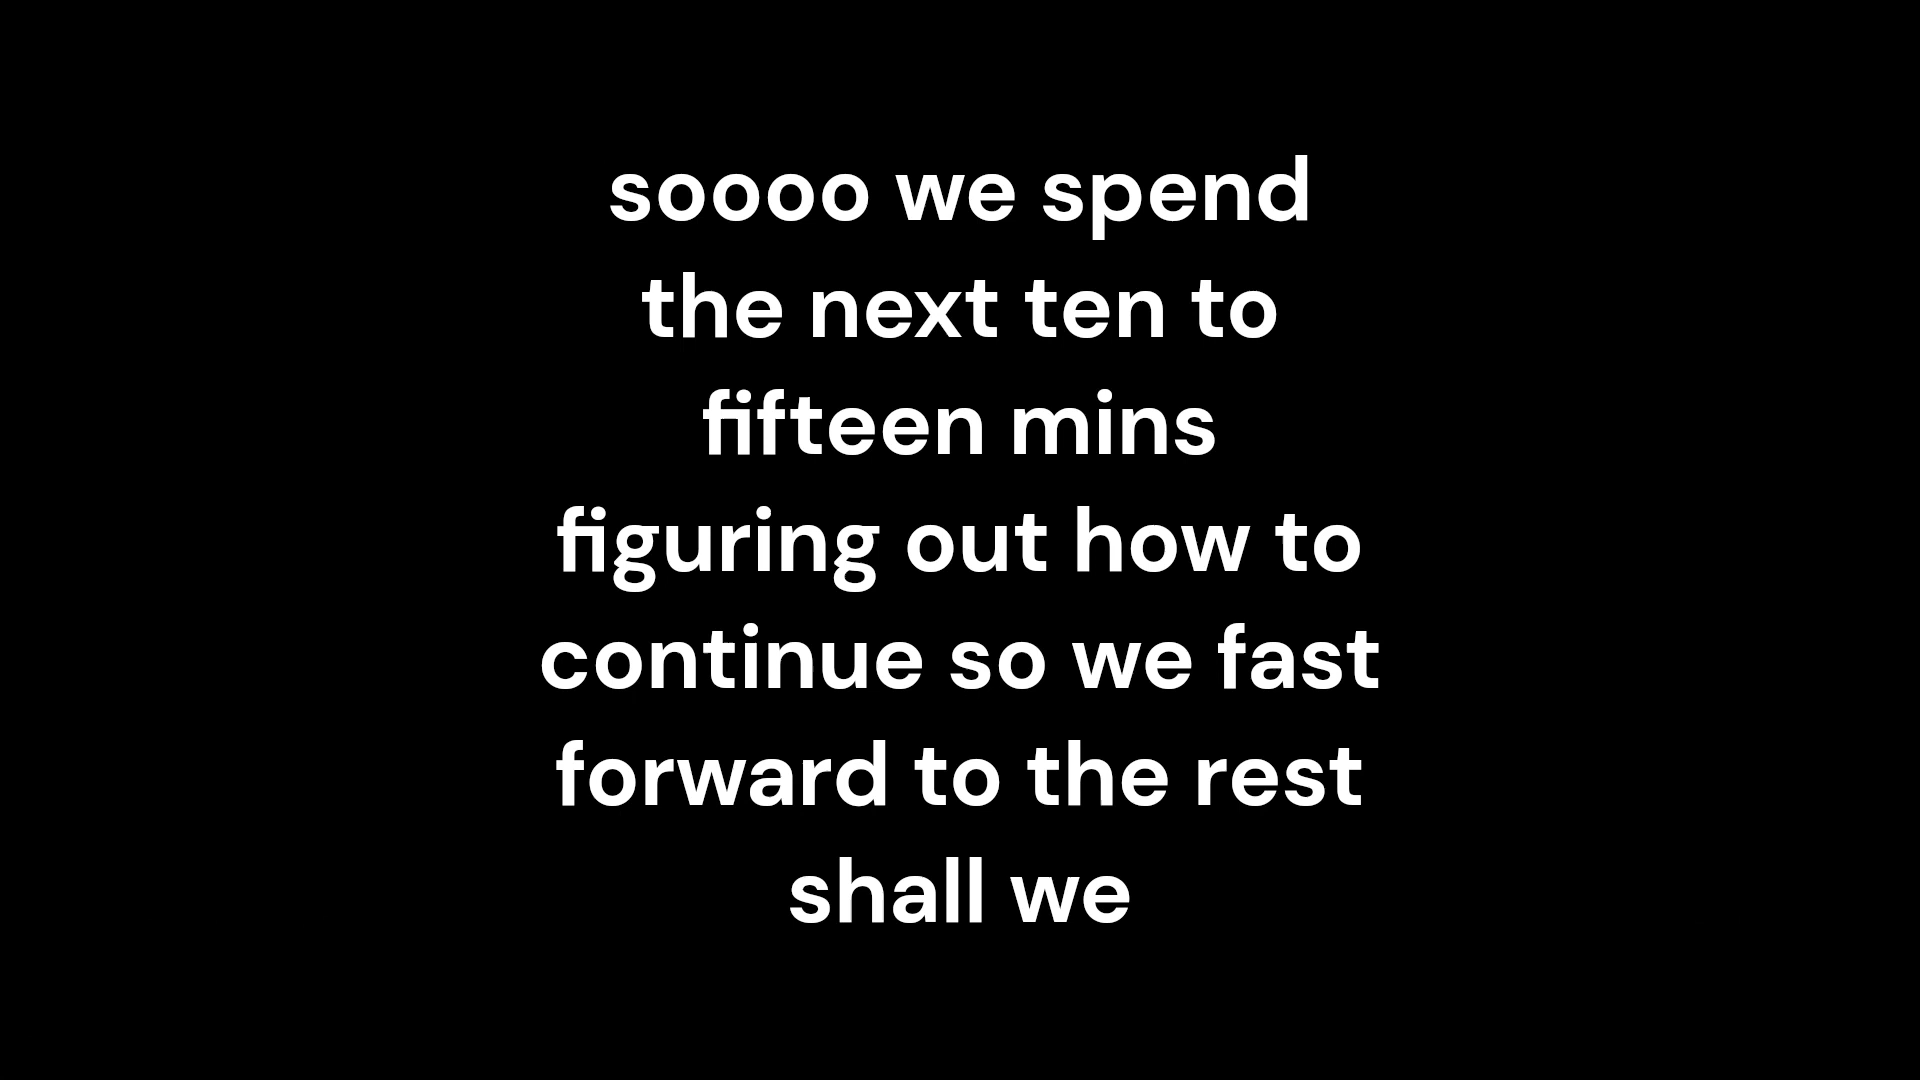 soooo we spend
the next ten to
fifteen mins
figuring out how to
continue so we fast
forward to the rest
shall we